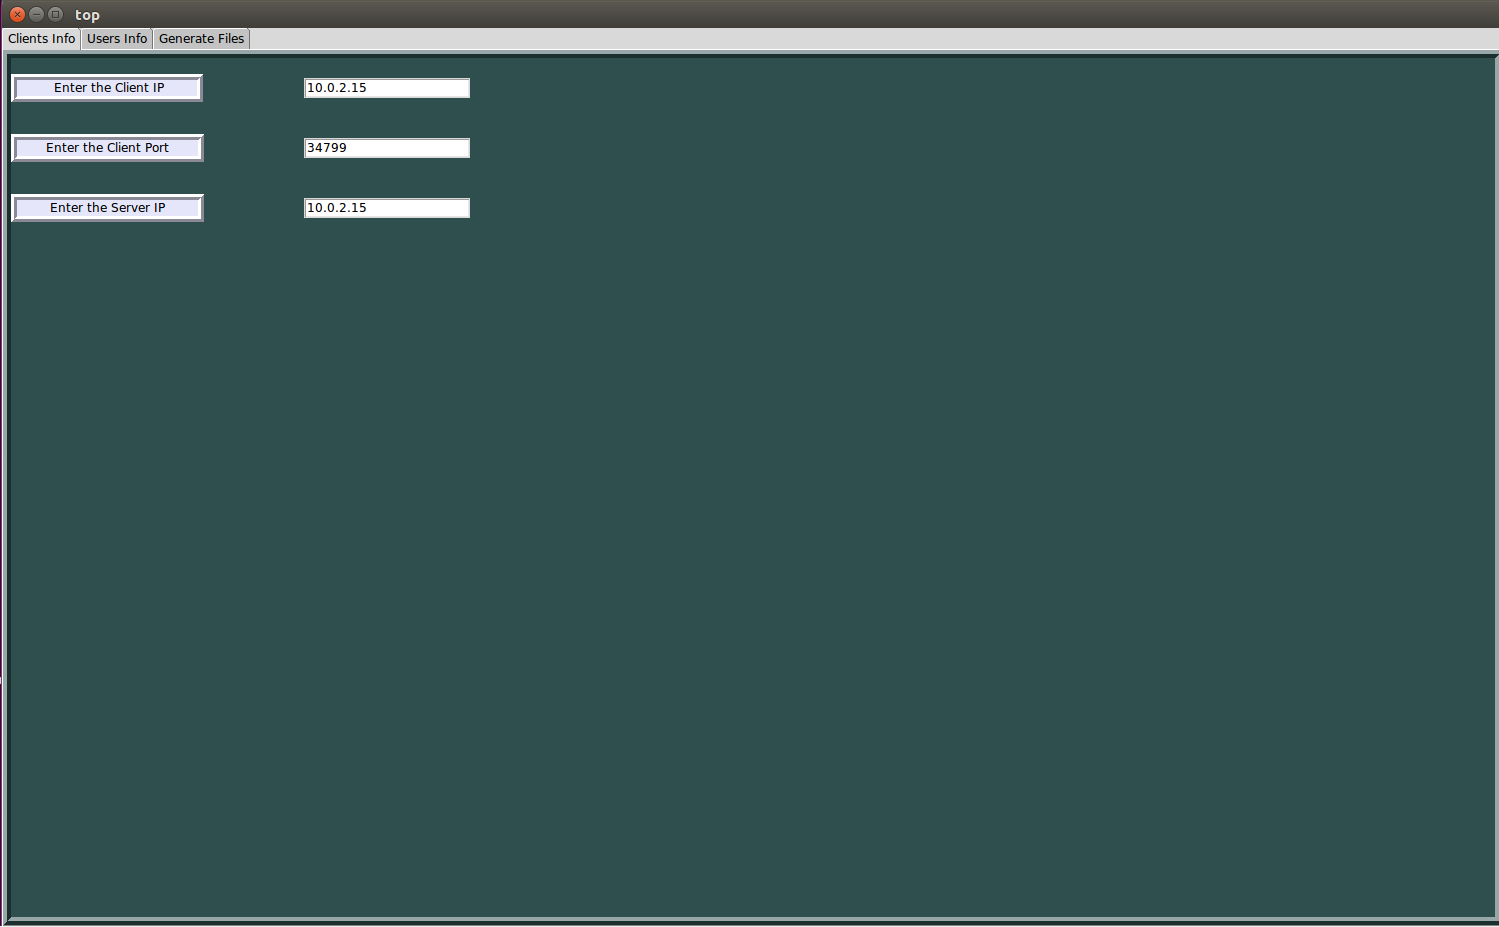 top
Clients Info Users Info Generate Files
Enter the Client IP 10.0.2.15
Enter the Client Port 34799
Enter the Server IP 10.0.2.15